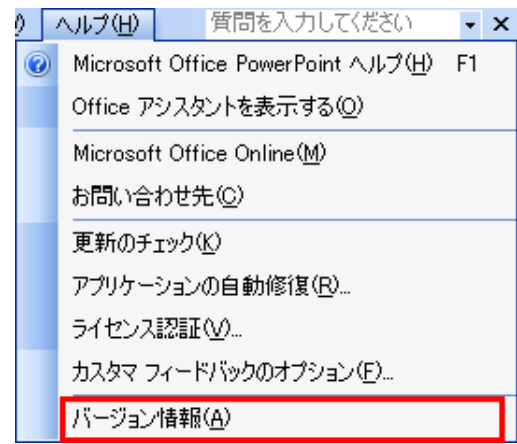 ヘルプ(H) 質問を入力してください
Microsoft Office PowerPoint ヘルプ(H) F1
Office アシスタントを表示する(O)
Microsoft Office Online(M)
お問い合わせ先(C)
更新のチェック(K)
アプリケーションの自動修復(R)...
ライセンス認証(V)...
カスタマ フィードバックのオプション(F)...
バージョン情報(A)